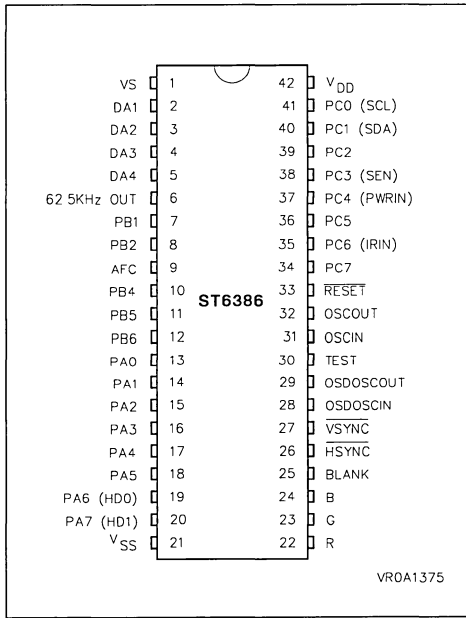 VS 1 42 VDD
DA1 2 41 PC0 (SCL)
DA2 3 40 PC1 (SDA)
DA3 4 39 PC2
DA4 5 38 PC3 (SEN)
62 5KHz OUT 6 37 PC4 (PWRIN)
PB1 7 36 PC5
PB2 8 35 PC6 (IRIN)
AFC 9 34 PC7
PB4 10 33 RESET
ST6386
PB5 11 32 OSCOUT
PB6 12 31 OSCIN
PA0 13 30 TEST
PA1 14 29 OSDOSCOUT
PA2 15 28 OSDOSCIN
PA3 16 27 VSYNC
PA4 17 26 HSYNC
PA5 18 25 BLANK
PA6 (HD0) 19 24 B
PA7 (HD1) 20 23 G
VSS 21 22 R
VR0A1375